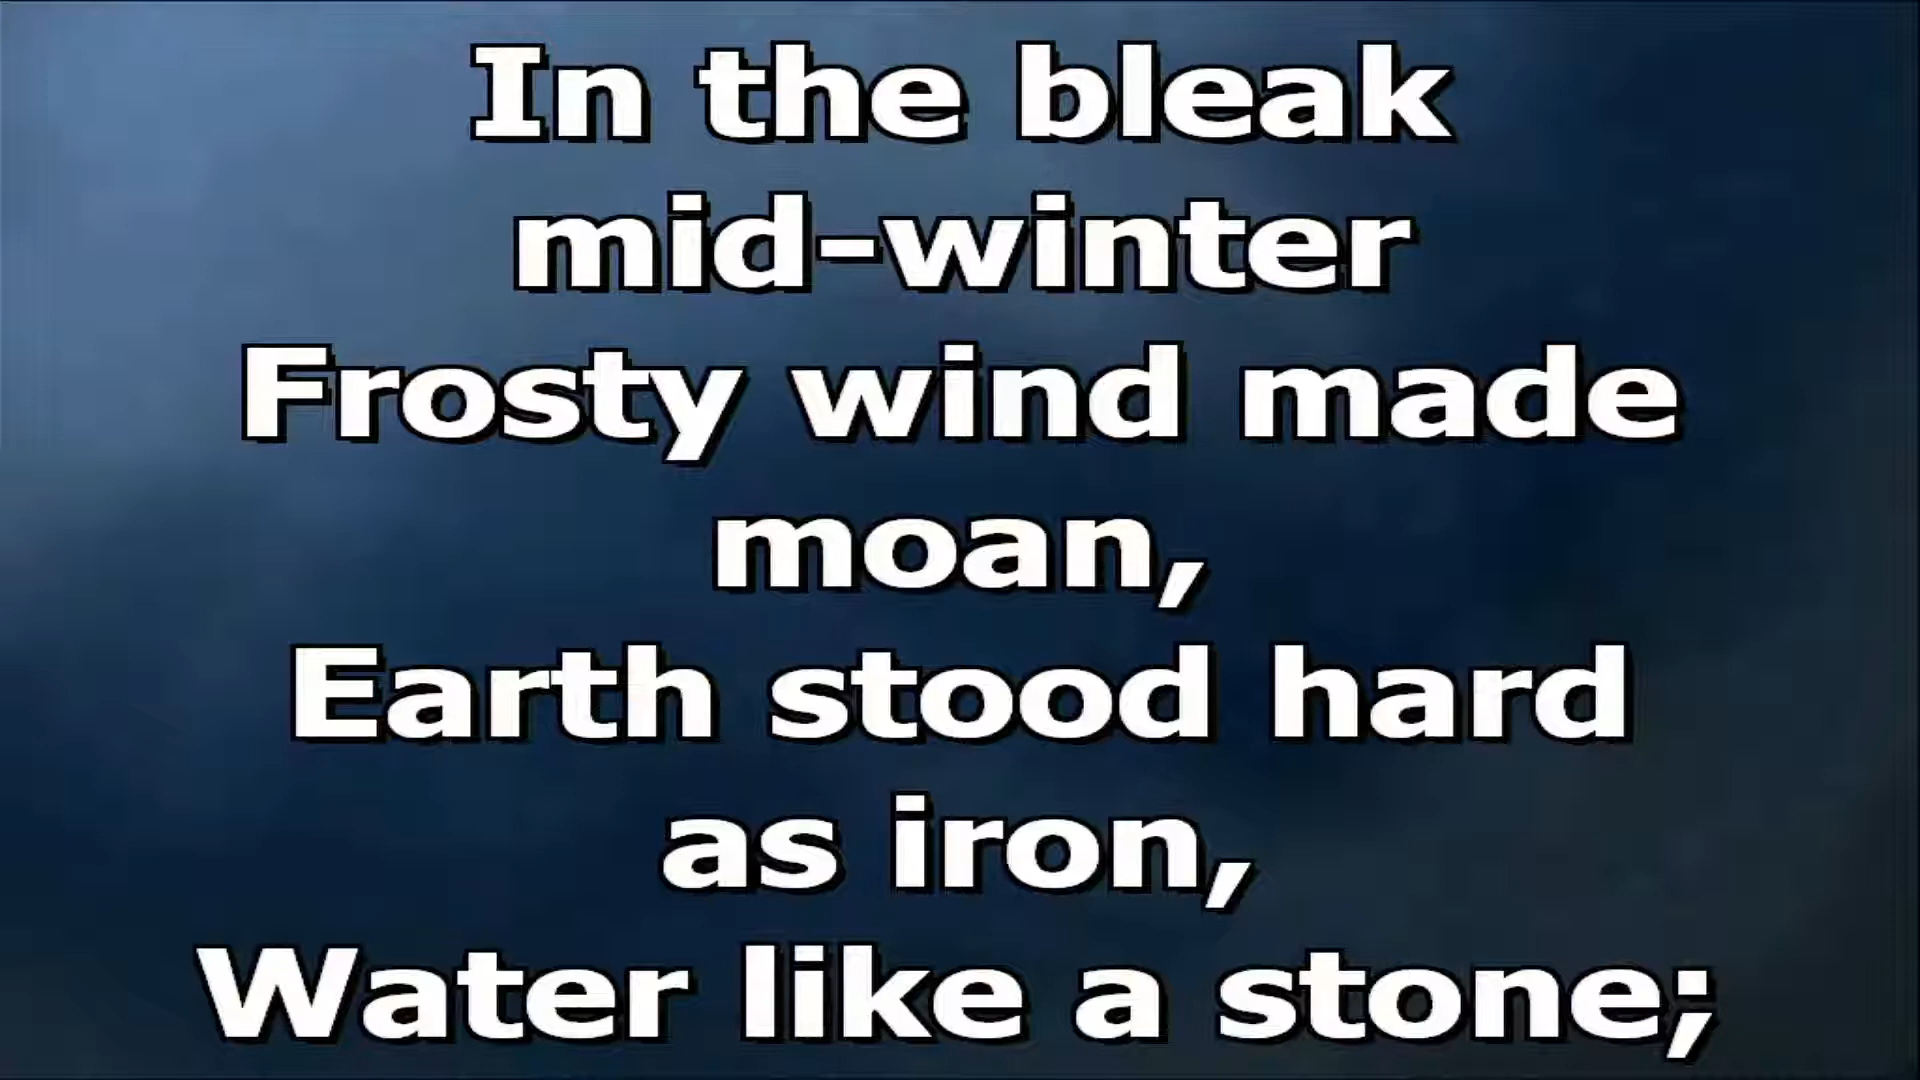 In the bleak
mid-winter
Frosty wind made
moan,
Earth stood hard
as iron,
Water like a stone;